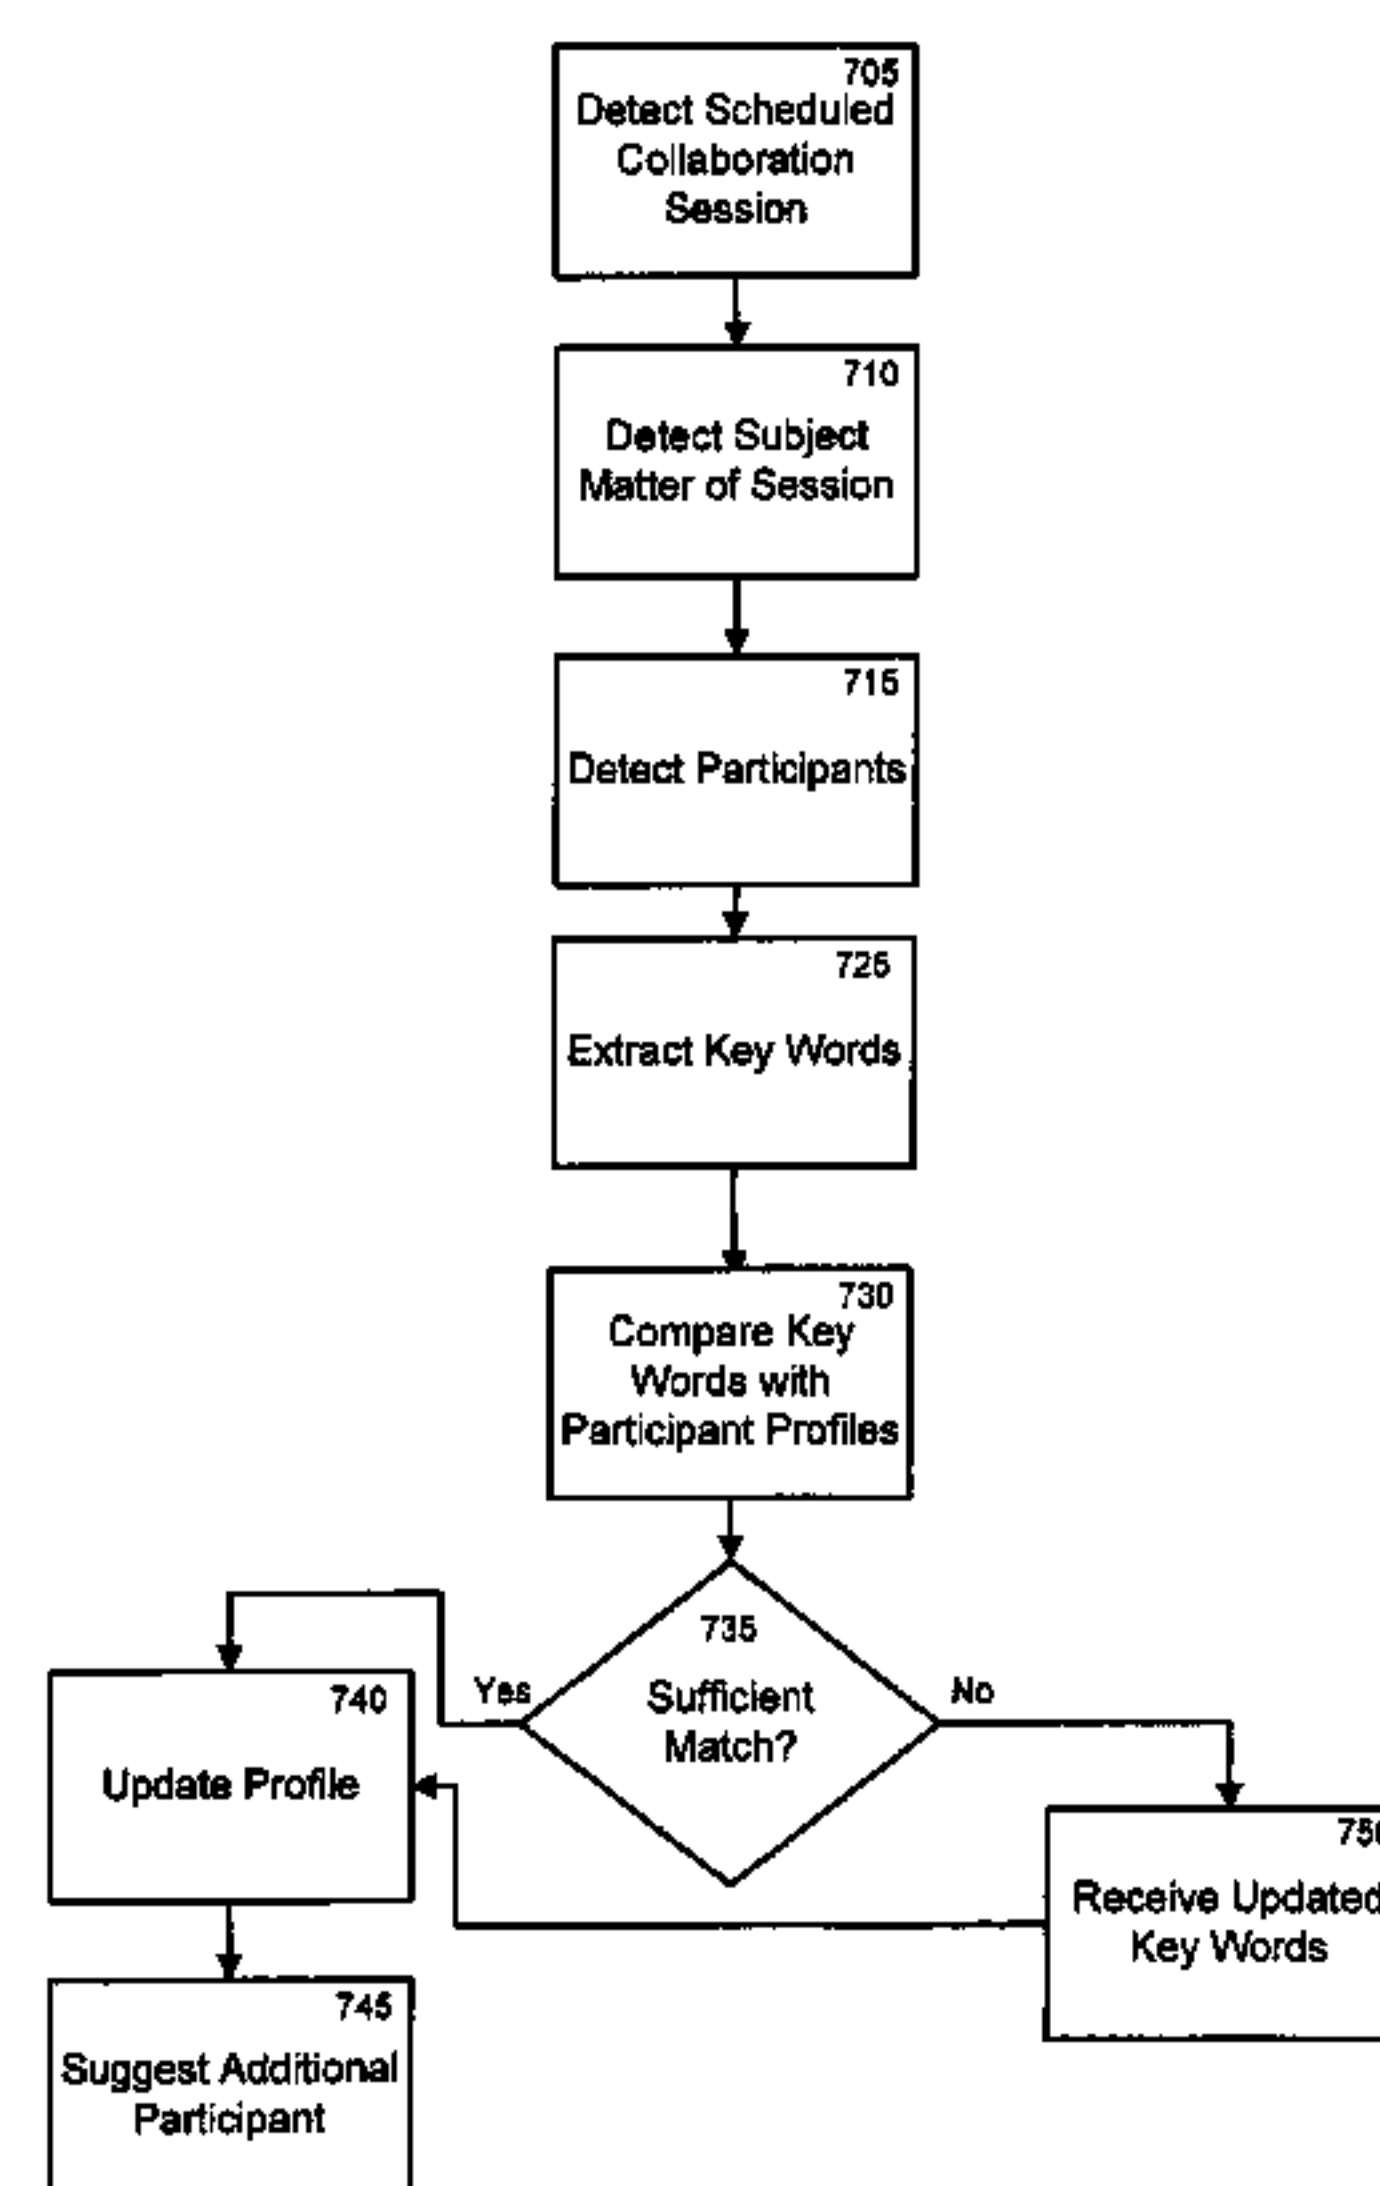 705
Detect Scheduled
Collaboration
Session
710
Detect Subject
Matter of Session
715
Detect Participants
725
Extract Key Words
730
Compare Key
Words with
Participant Profiles
735
Sufficient
Match?
Yes
No
740
Update Profile
750
Receive Updated
Key Words
745
Suggest Additional
Participant